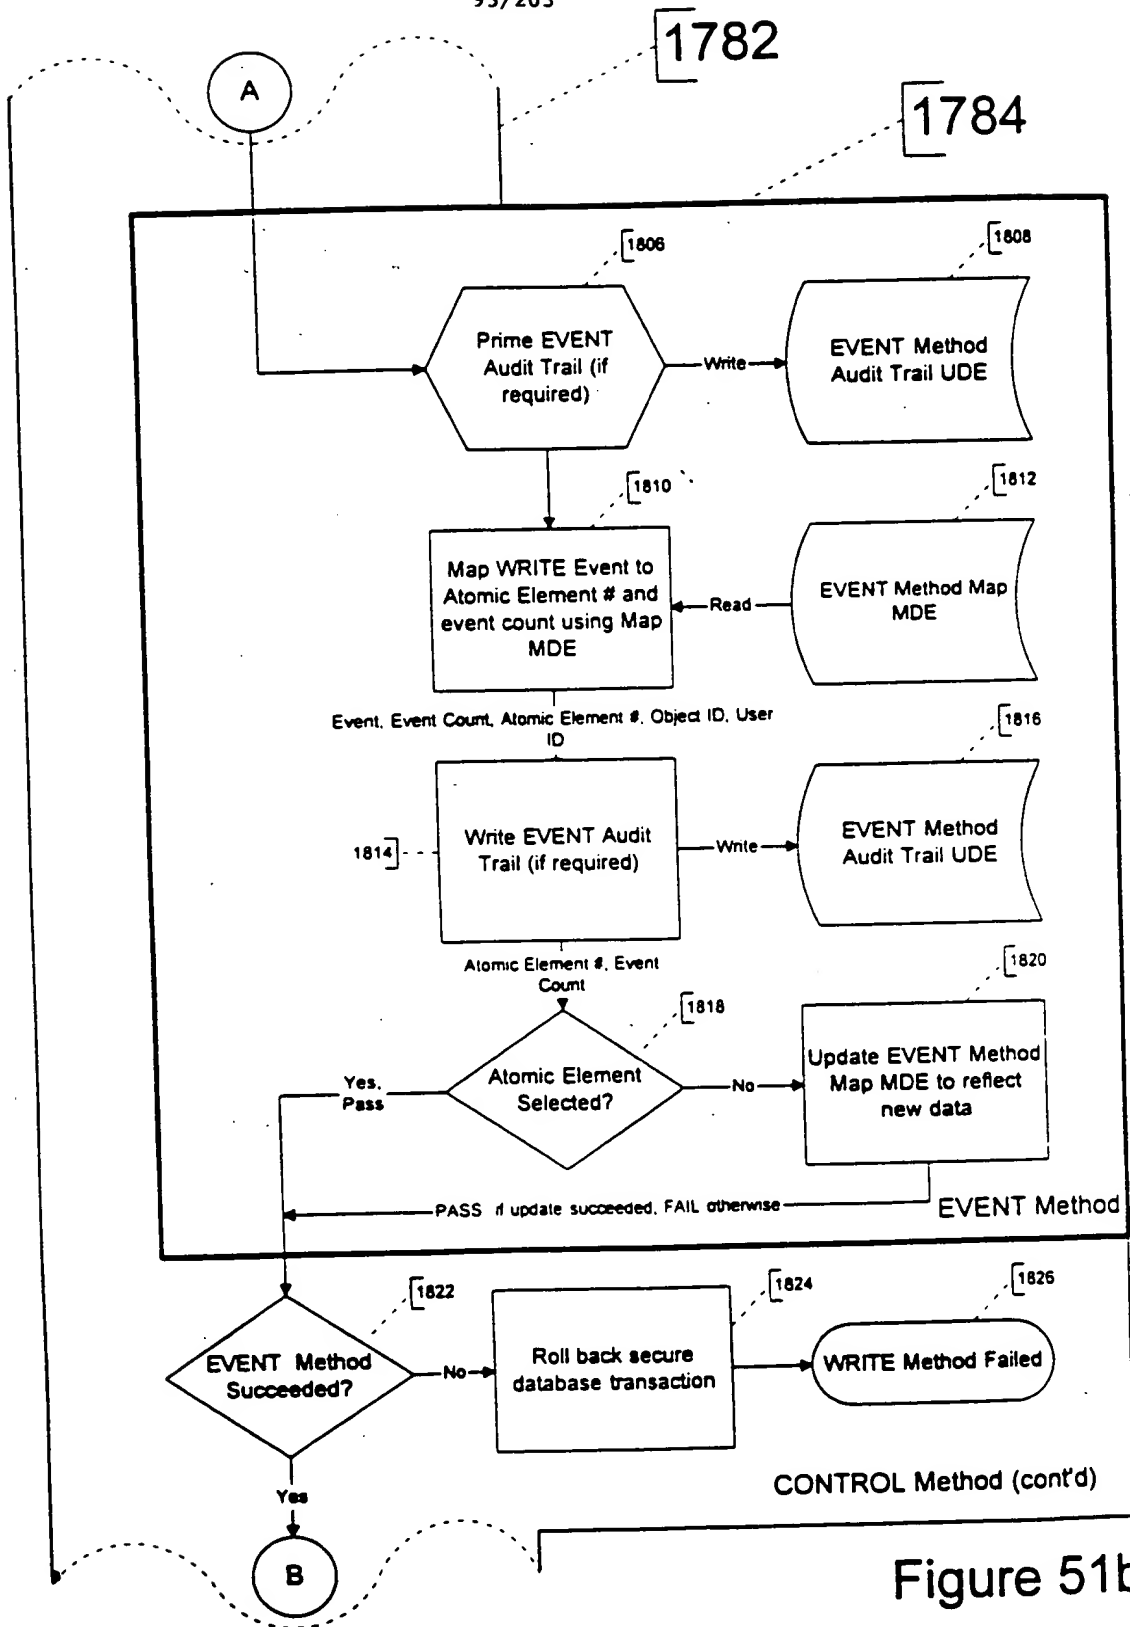 93/203
1782
A
1784
1806
1808
Prime EVENT
Audit Trail (if
required)
Write
EVENT Method
Audit Trail UDE
1810
1812
Map WRITE Event to
Atomic Element # and
event count using Map
MDE
Read
EVENT Method Map
MDE
Event, Event Count, Atomic Element #, Object ID, User
ID
1816
1814
Write EVENT Audit
Trail (if required)
Write
EVENT Method
Audit Trail UDE
Atomic Element #, Event
Count
1818
1820
Yes,
Pass
Atomic Element
Selected?
No
Update EVENT Method
Map MDE to reflect
new data
PASS if update succeeded, FAIL otherwise
EVENT Method
1822
1824
1826
EVENT Method
Succeeded?
No
Roll back secure
database transaction
WRITE Method Failed
Yes
CONTROL Method (cont'd)
B
Figure 51b